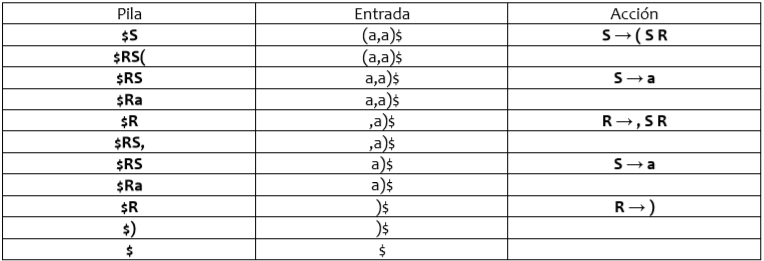 Pila Entrada Acción
$S (a,a)$ S → ( S R
$RS( (a,a)$
$RS a,a)$ S → a
$Ra a,a)$
$R ,a)$ R → , S R
$RS, ,a)$
$RS a)$ S → a
$Ra a)$
$R )$ R → )
$) )$
$ $